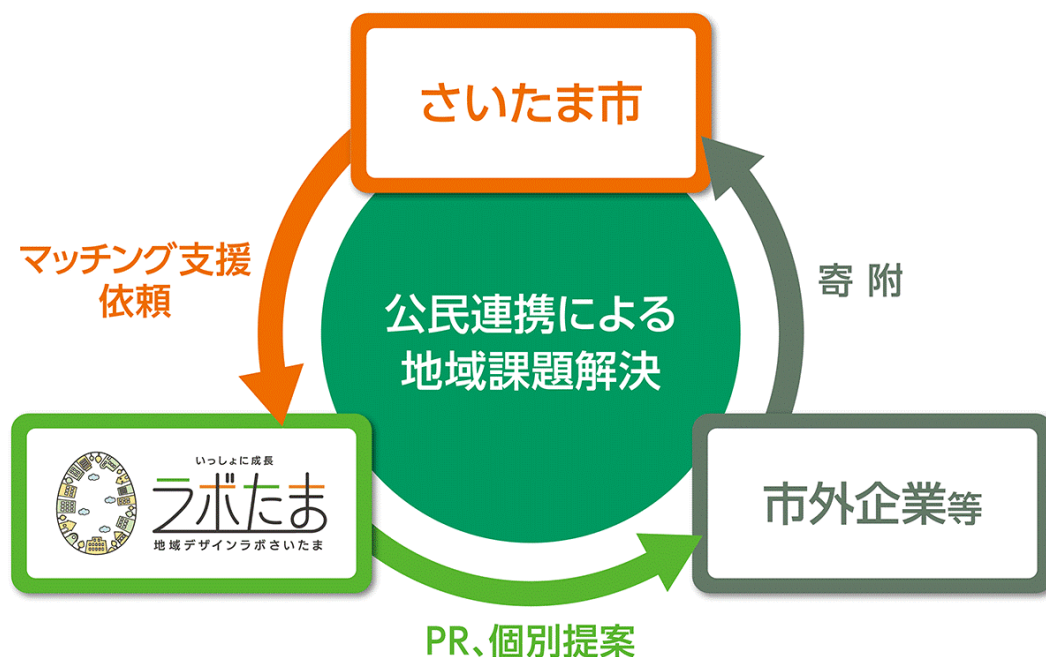 さいたま市
マッチング支援
依頼
寄附
公民連携による
地域課題解決
いっしょに成長
ラボたま
地域デザインラボさいたま
市外企業等
PR、個別提案